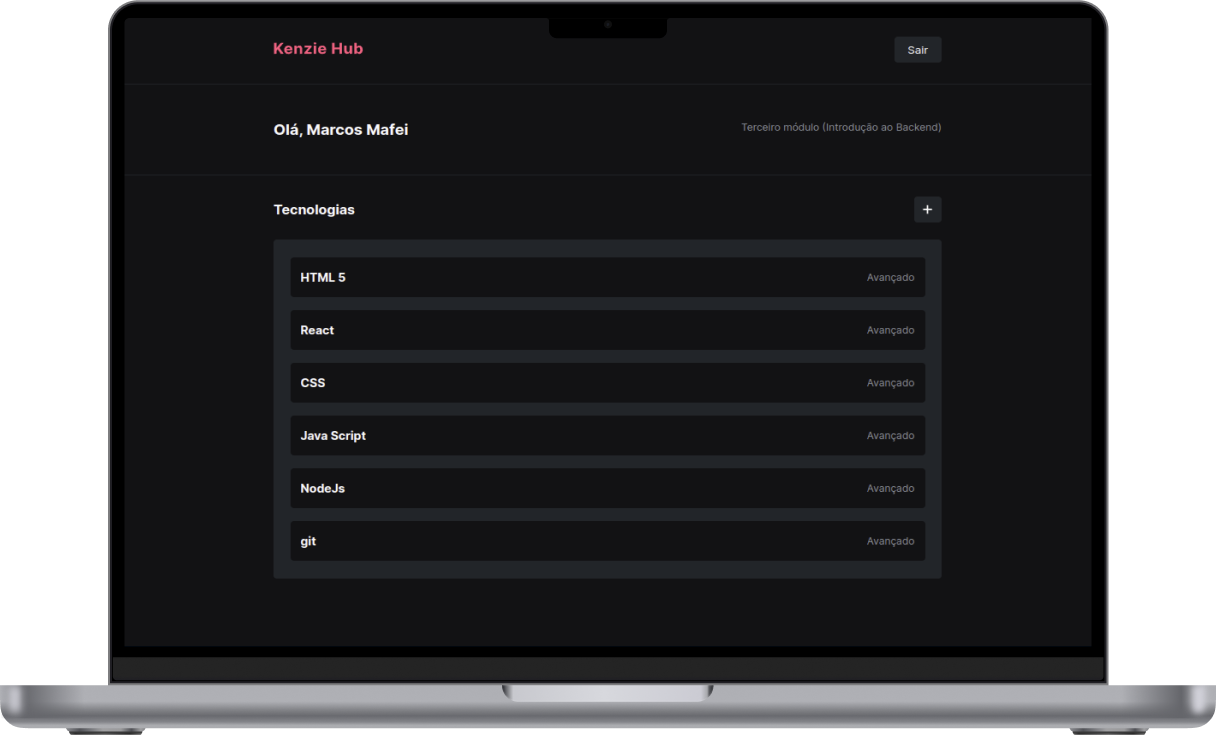 Kenzie Hub
Sair
Olá, Marcos Mafei
Terceiro módulo (Introdução ao Backend)
Tecnologias
+
HTML 5
Avançado
React
Avançado
CSS
Avançado
Java Script
Avançado
NodeJs
Avançado
git
Avançado